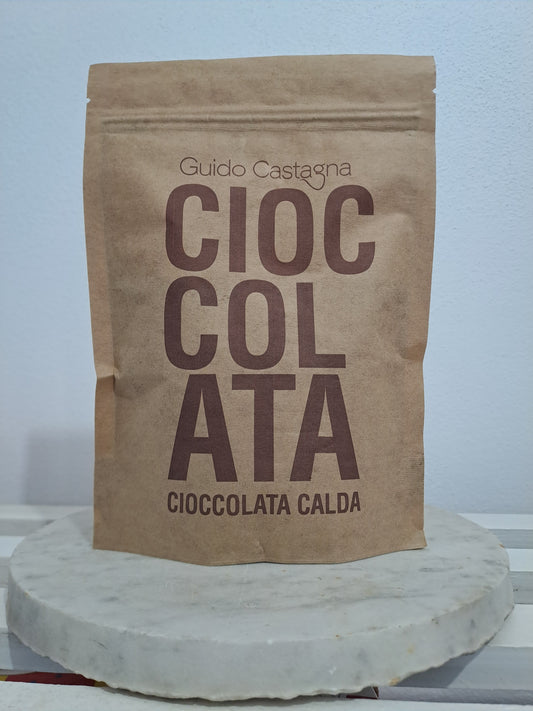 Guido Castagna
CIOC
COL
ATA
CIOCCOLATA CALDA